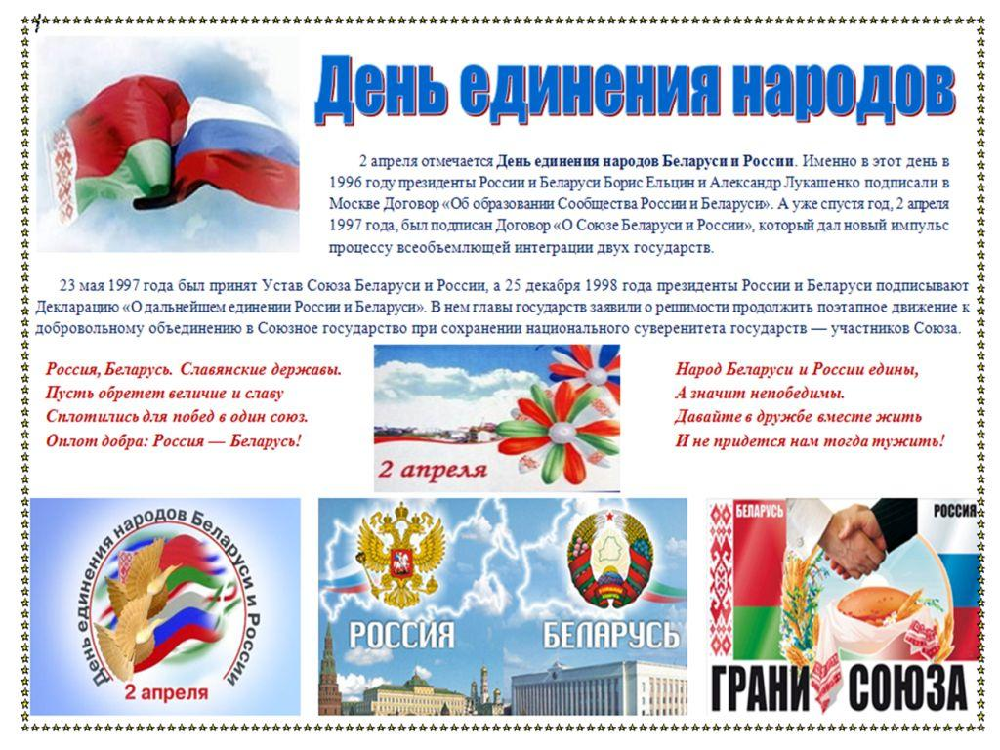 День единения народов
2 апреля отмечается День единения народов Беларуси и России. Именно в этот день в
1996 году президенты России и Беларуси Борис Ельцин и Александр Лукашенко подписали в
Москве Договор «Об образовании Сообщества России и Беларуси». А уже спустя год, 2 апреля
1997 года, был подписан Договор «О Союзе Беларуси и России», который дал новый импульс
процессу всеобъемлющей интеграции двух государств.
23 мая 1997 года был принят Устав Союза Беларуси и России, а 25 декабря 1998 года президенты России и Беларуси подписывают
Декларацию «О дальнейшем единении России и Беларуси». В нем главы государств заявили о решимости продолжить поэтапное движение к
добровольному объединению в Союзное государство при сохранении национального суверенитета государств — участников Союза.
Россия, Беларусь. Славянские державы.
Пусть обретет величие и славу
Сплотились для побед в один союз.
Оплот добра: Россия — Беларусь!
2 апреля
Народ Беларуси и России едины,
А значит непобедимы.
Давайте в дружбе вместе жить
И не придется нам тогда тужить!
День единения народов Беларуси и России
2 апреля
РОССИЯ
БЕЛАРУСЬ
БЕЛАРУСЬ
РОССИЯ
ГРАНИ СОЮЗА